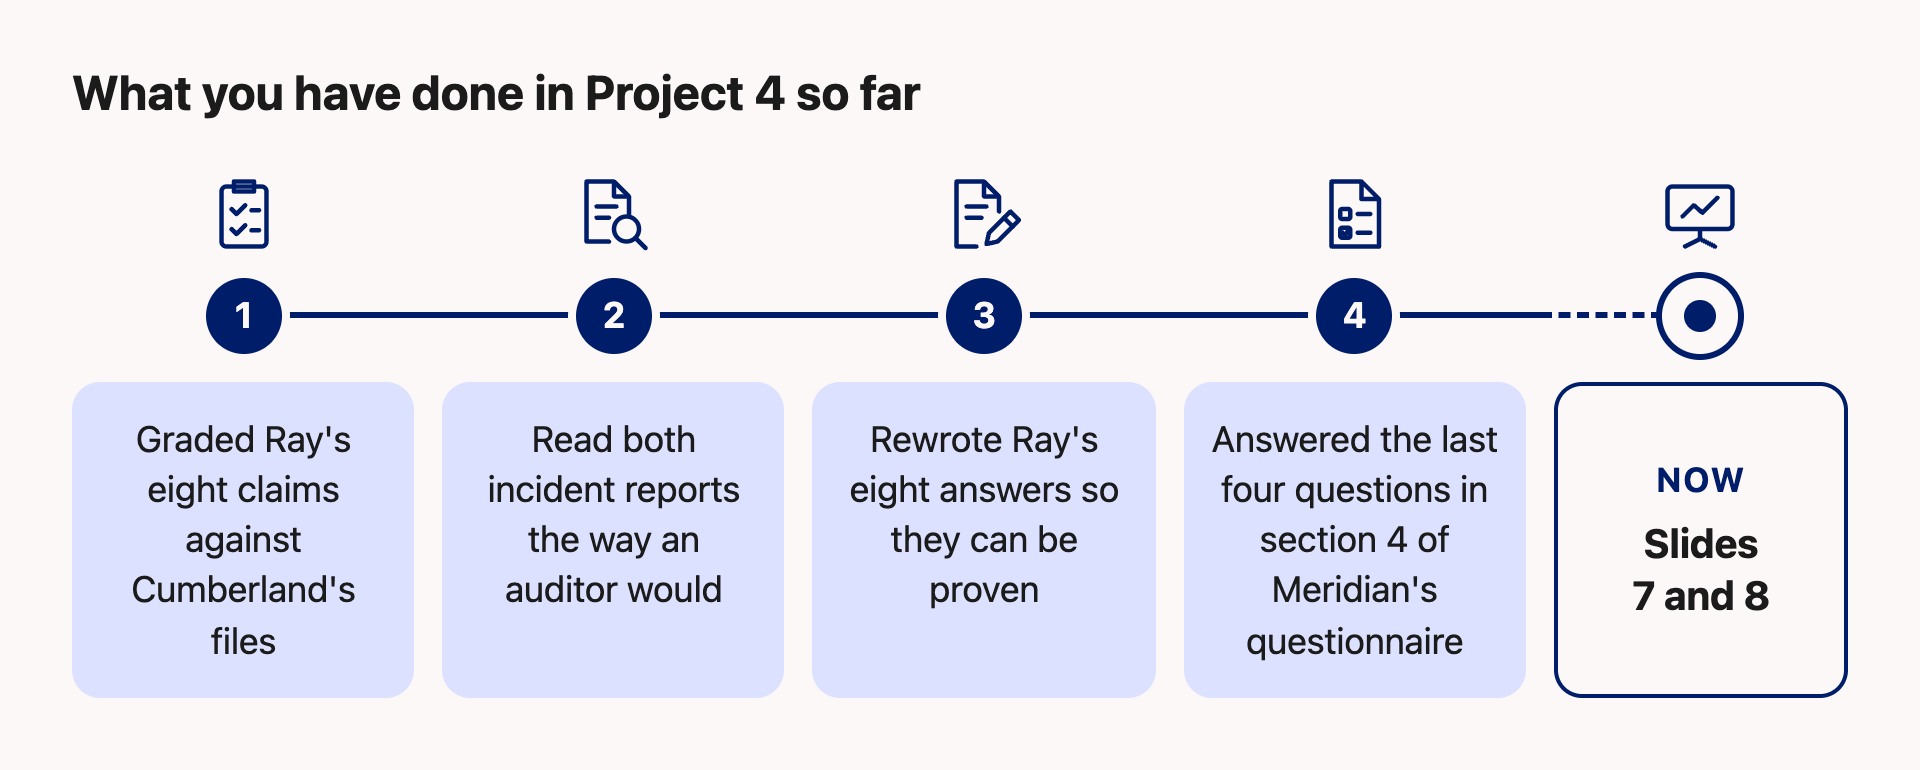 What you have done in Project 4 so far
1
2
3
4
Graded Ray's
eight claims
against
Cumberland's
files
Read both
incident reports
the way an
auditor would
Rewrote Ray's
eight answers so
they can be
proven
Answered the last
four questions in
section 4 of
Meridian's
questionnaire
NOW
Slides
7 and 8